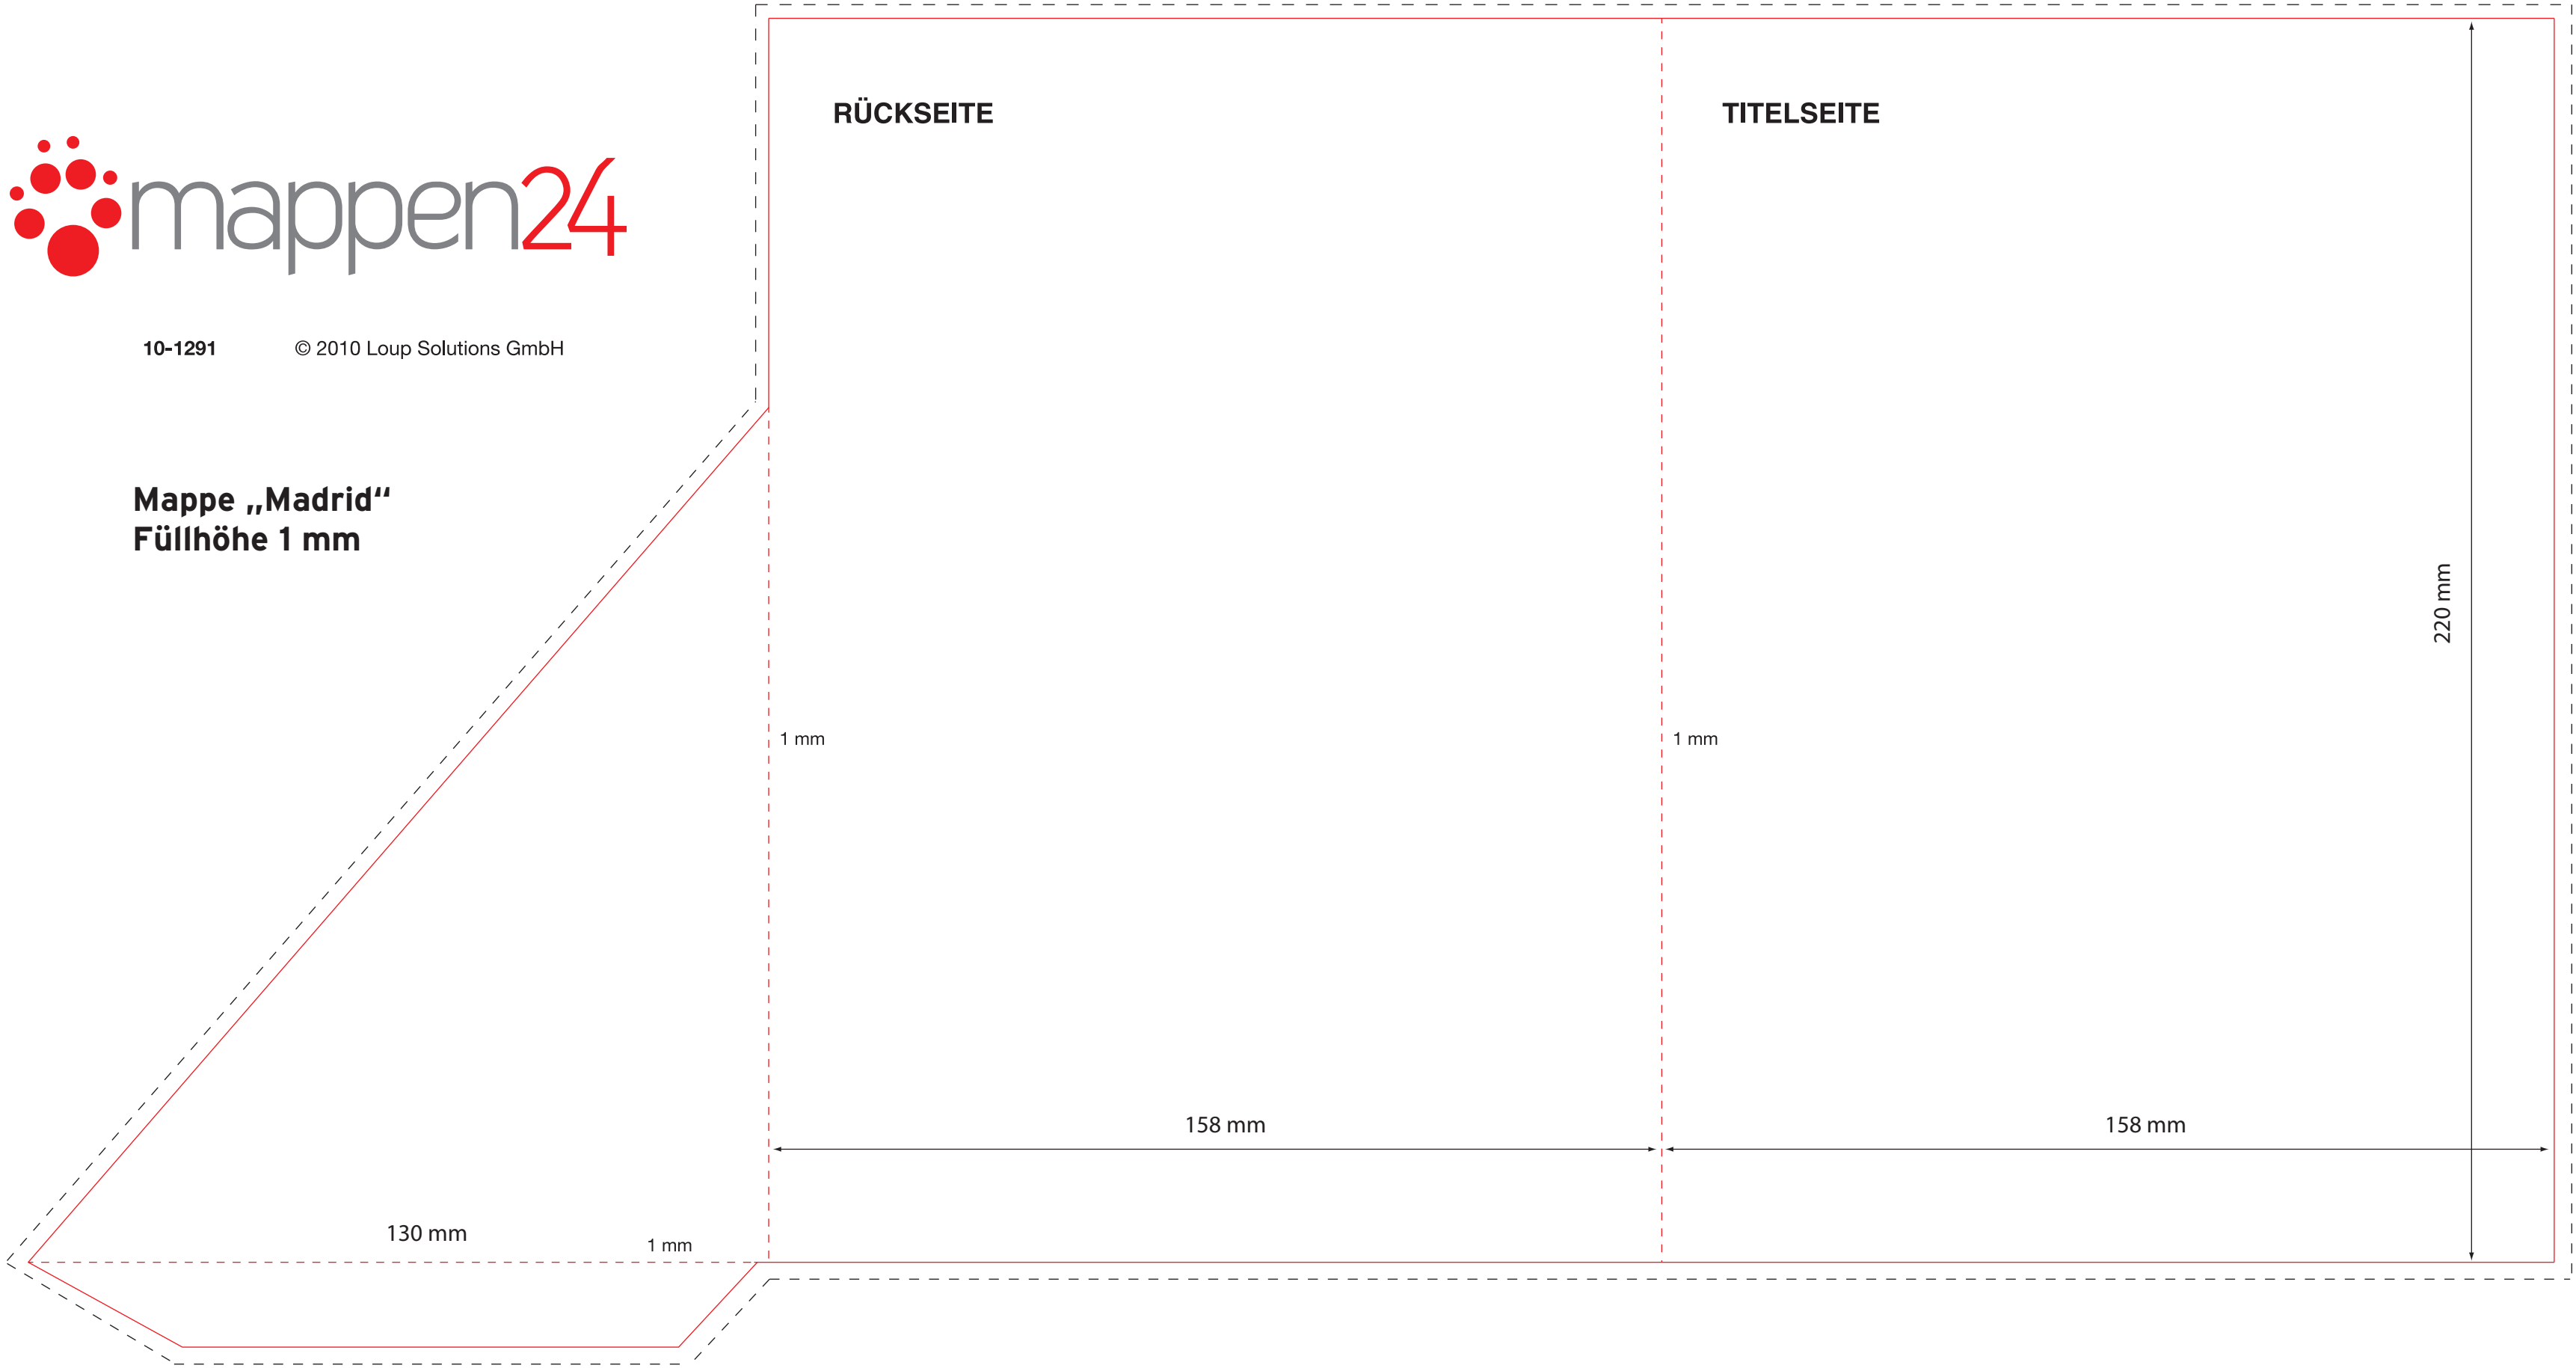 mappen24
10-1291 © 2010 Loup Solutions GmbH
Mappe „Madrid“
Füllhöhe 1 mm
RÜCKSEITE
TITELSEITE
220 mm
1 mm
1 mm
158 mm
158 mm
130 mm
1 mm